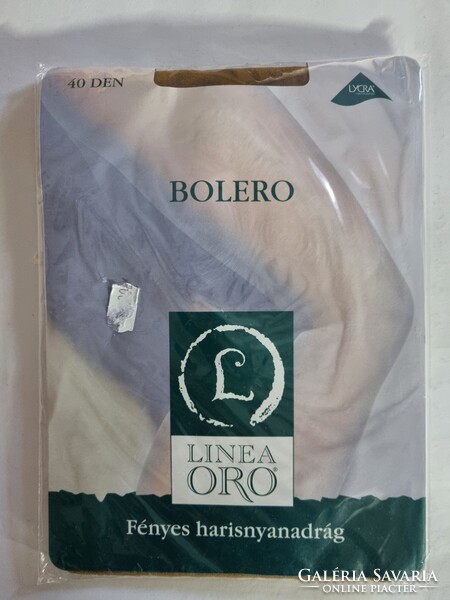 40 DEN
LYCRA
BOLERO
L
LINEA
ORO®
Fényes harisnyanadrág
GALÉRIA SAVARIA
ONLINE PIACTÉR